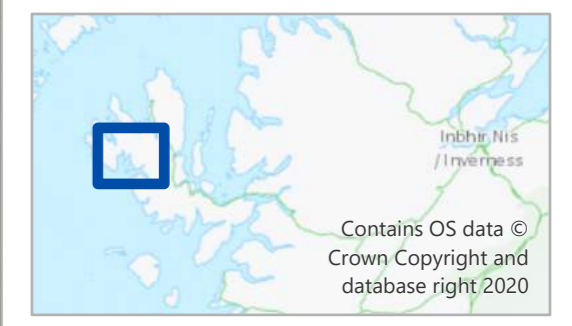 Inbhir Nis
/ Inverness
Contains OS data ©
Crown Copyright and
database right 2020